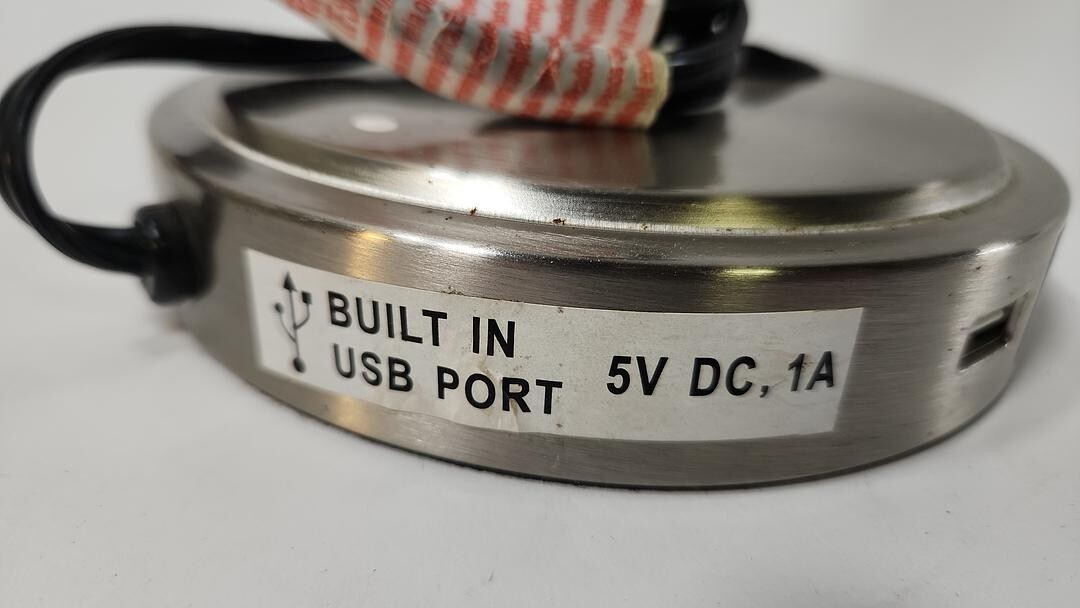 BUILT IN
USB PORT
5V DC, 1A